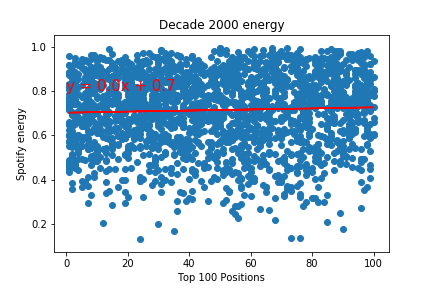 Decade 2000 energy
1.0
y = 0.0x + 0.7
0.8
0.6
0.4
0.2
Spotify energy
0 20 40 60 80 100
Top 100 Positions